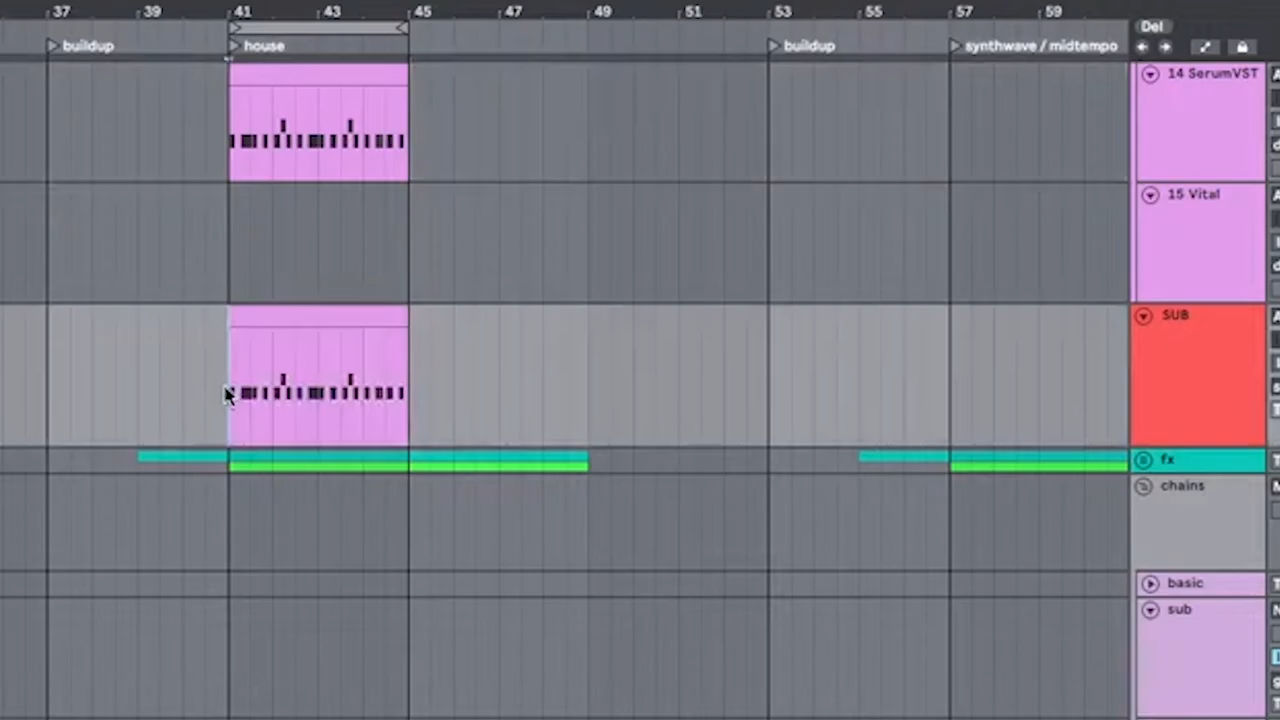 37 39 41 43 45 47 49 51 53 55 57 59
Del
buildup house buildup synthwave / midtempo
14 SerumVST
15 Vital
SUB
fx
chains
basic
sub